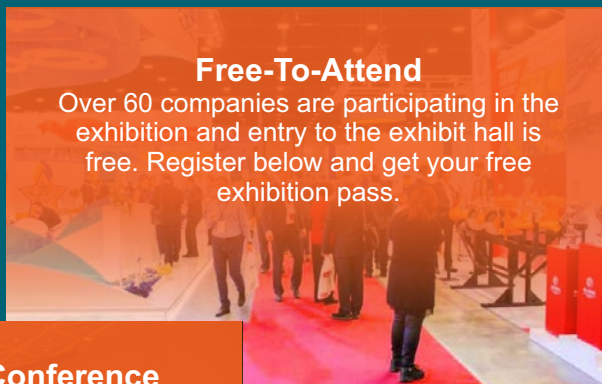 Free-To-Attend
Over 60 companies are participating in the
exhibition and entry to the exhibit hall is
free. Register below and get your free
exhibition pass.
Conference